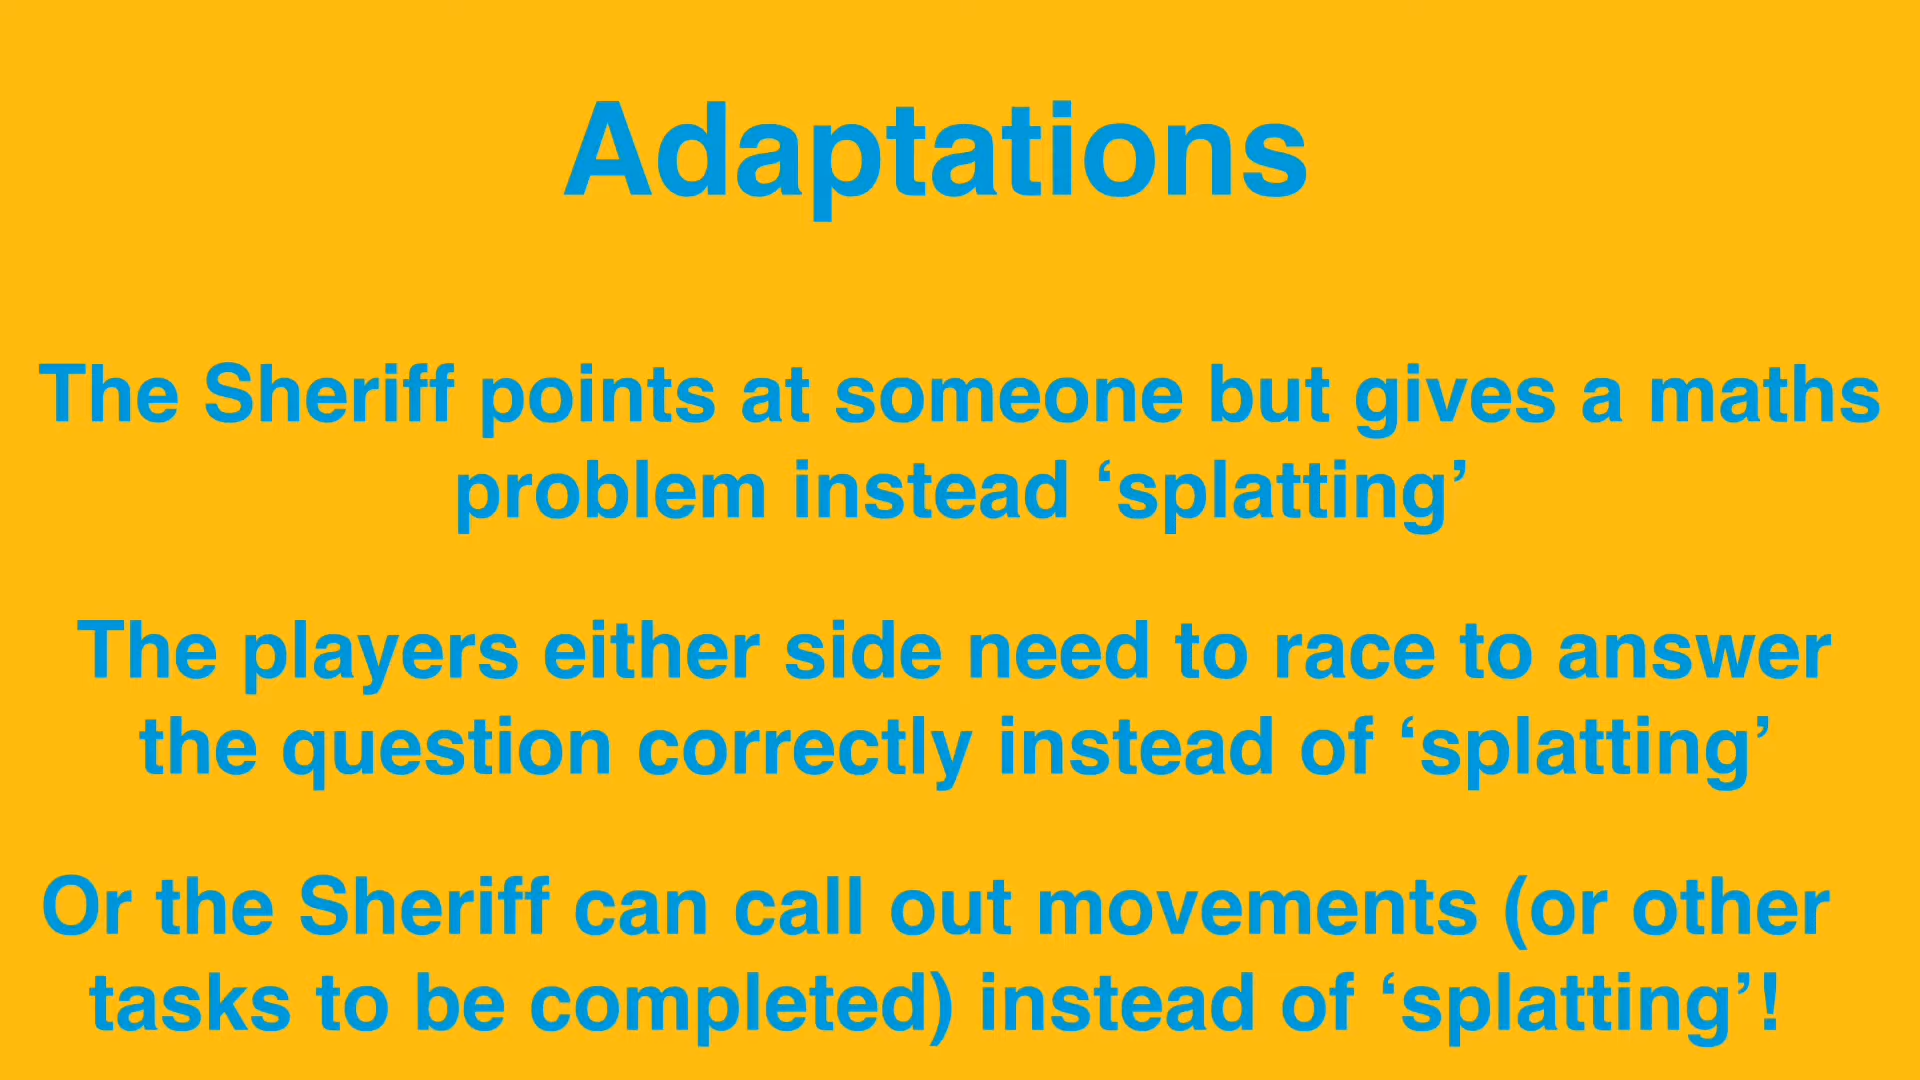 Adaptations
The Sheriff points at someone but gives a maths
problem instead ‘splatting’
The players either side need to race to answer
the question correctly instead of ‘splatting’
Or the Sheriff can call out movements (or other
tasks to be completed) instead of ‘splatting’!